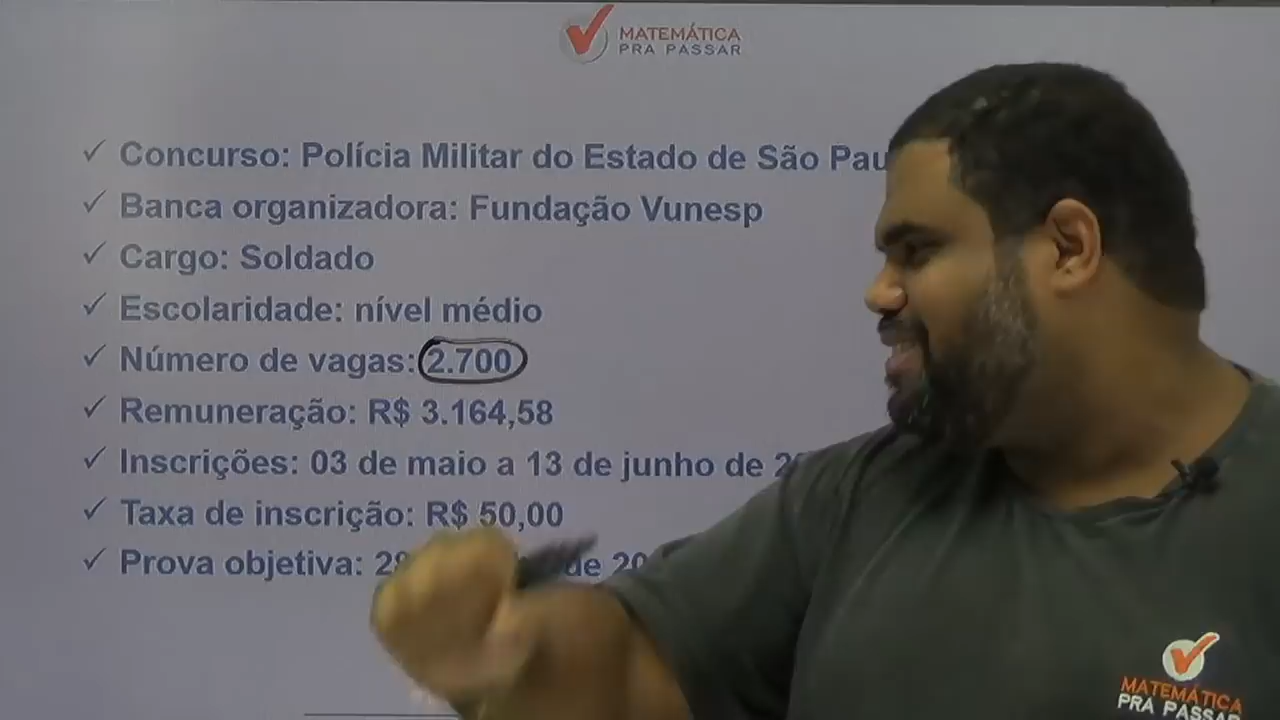 MATEMÁTICA
PRA PASSAR
✓ Concurso: Polícia Militar do Estado de São Pau
✓ Banca organizadora: Fundação Vunesp
✓ Cargo: Soldado
✓ Escolaridade: nível médio
✓ Número de vagas: 2.700
✓ Remuneração: R$ 3.164,58
✓ Inscrições: 03 de maio a 13 de junho de
✓ Taxa de inscrição: R$ 50,00
✓ Prova objetiva: de
MATEMÁTICA
PRA PASSAR